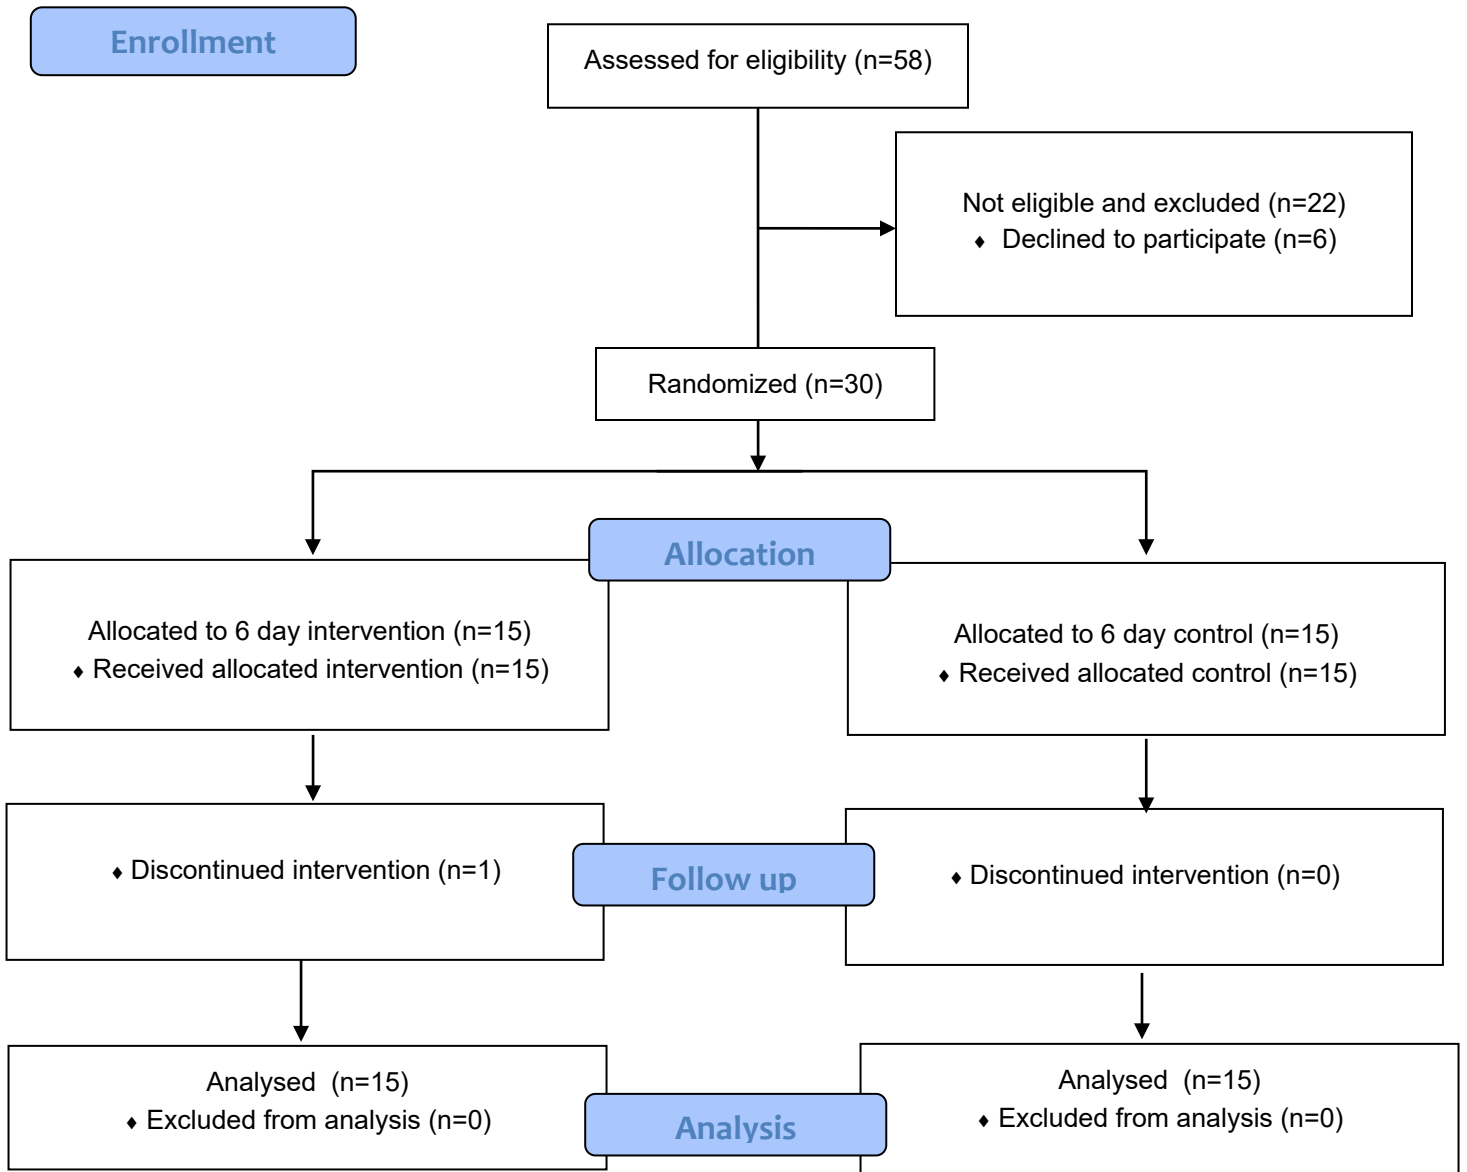 Enrollment
Assessed for eligibility (n=58)
Not eligible and excluded (n=22)
♦ Declined to participate (n=6)
Randomized (n=30)
Allocation
Allocated to 6 day intervention (n=15)
♦ Received allocated intervention (n=15)
Allocated to 6 day control (n=15)
♦ Received allocated control (n=15)
♦ Discontinued intervention (n=1)
Follow up
♦ Discontinued intervention (n=0)
Analysed (n=15)
♦ Excluded from analysis (n=0)
Analysis
Analysed (n=15)
♦ Excluded from analysis (n=0)